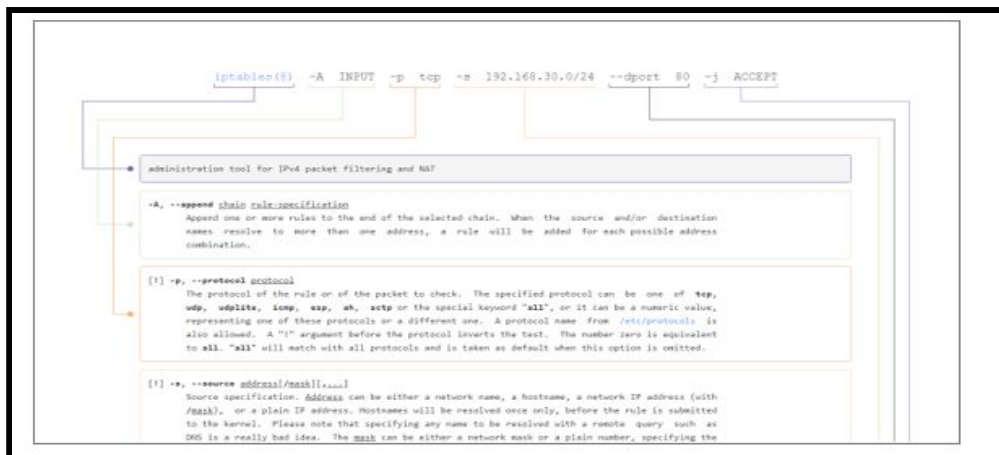 iptables(8) -A INPUT -p tcp -s 192.168.30.0/24 --dport 80 -j ACCEPT
administration tool for IPv4 packet filtering and NAT
-A, --append chain rule-specification
Append one or more rules to the end of the selected chain. When the source and/or destination
names resolve to more than one address, a rule will be added for each possible address
combination.
[!] -p, --protocol protocol
The protocol of the rule or of the packet to check. The specified protocol can be one of tcp,
udp, udplite, icmp, esp, ah, sctp or the special keyword "all", or it can be a numeric value,
representing one of these protocols or a different one. A protocol name from /etc/protocols is
also allowed. A "!" argument before the protocol inverts the test. The number zero is equivalent
to all. "all" will match with all protocols and is taken as default when this option is omitted.
[!] -s, --source address[/mask][,...]
Source specification. Address can be either a network name, a hostname, a network IP address (with
/mask), or a plain IP address. Hostnames will be resolved once only, before the rule is submitted
to the kernel. Please note that specifying any name to be resolved with a remote query such as
DNS is a really bad idea. The mask can be either a network mask or a plain number, specifying the